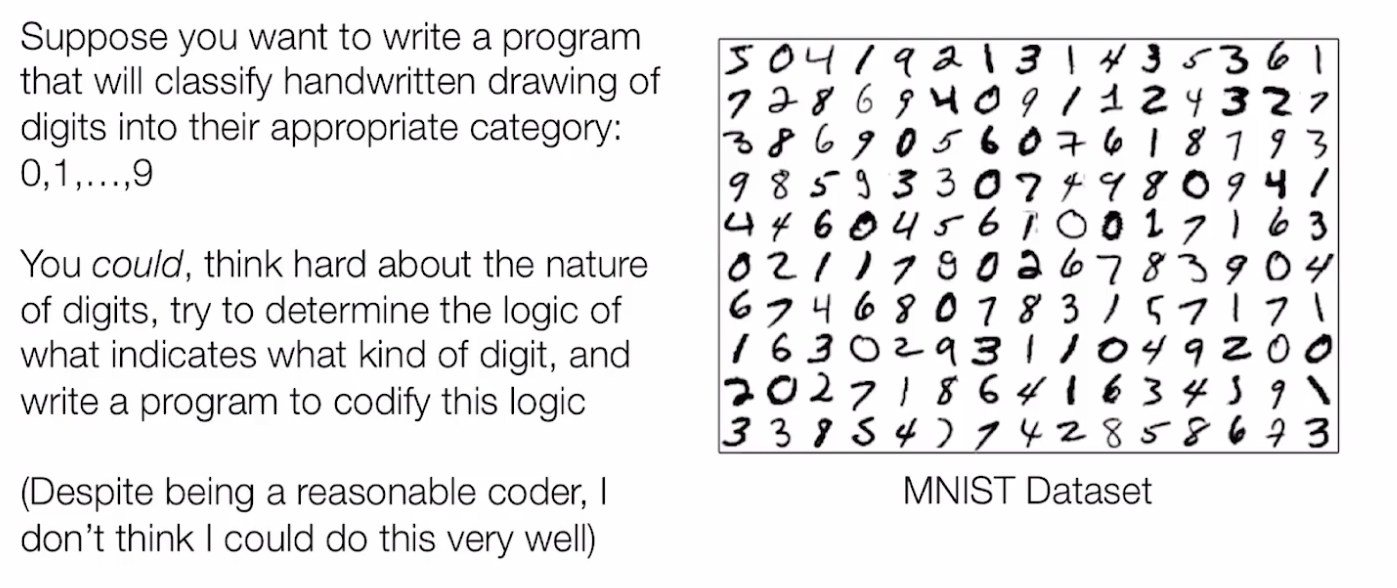 Suppose you want to write a program
that will classify handwritten drawing of
digits into their appropriate category:
0,1,…,9
You could, think hard about the nature
of digits, try to determine the logic of
what indicates what kind of digit, and
write a program to codify this logic
(Despite being a reasonable coder, I
don't think I could do this very well)
5 0 4 1 9 2 1 3 1 4 3 5 3 6 1
7 2 8 6 9 4 0 9 1 1 2 4 3 2 7
3 8 6 9 0 5 6 0 7 6 1 8 7 9 3
9 8 5 9 3 3 0 7 4 9 8 0 9 4 1
4 4 6 0 4 5 6 1 0 0 1 7 1 6 3
0 2 1 1 7 9 0 2 6 7 8 3 9 0 4
6 7 4 6 8 0 7 8 3 1 5 7 1 7 1
1 6 3 0 2 9 3 1 1 0 4 9 2 0 0
2 0 2 7 1 8 6 4 1 6 3 4 5 9 1
3 3 8 5 4 7 7 4 2 8 5 8 6 7 3
MNIST Dataset